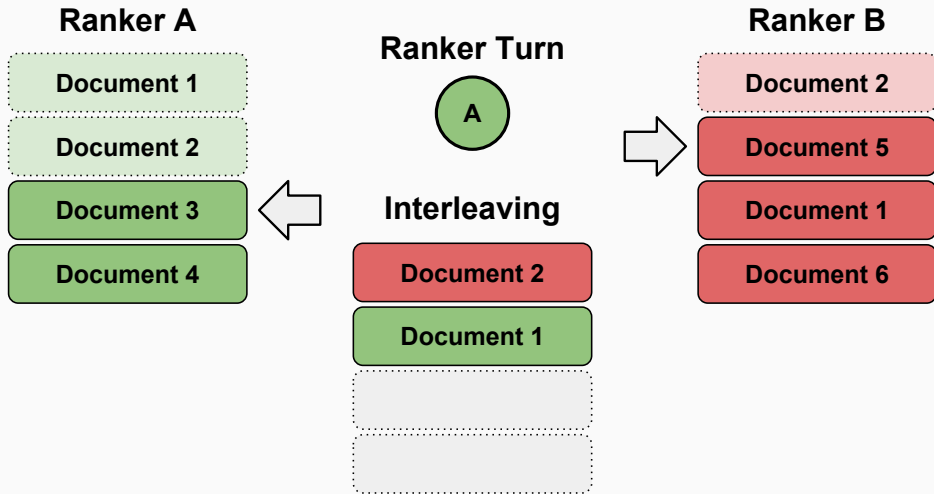 Ranker A
Document 1
Document 2
Document 3
Document 4
Ranker Turn
A
Interleaving
Document 2
Document 1
Ranker B
Document 2
Document 5
Document 1
Document 6